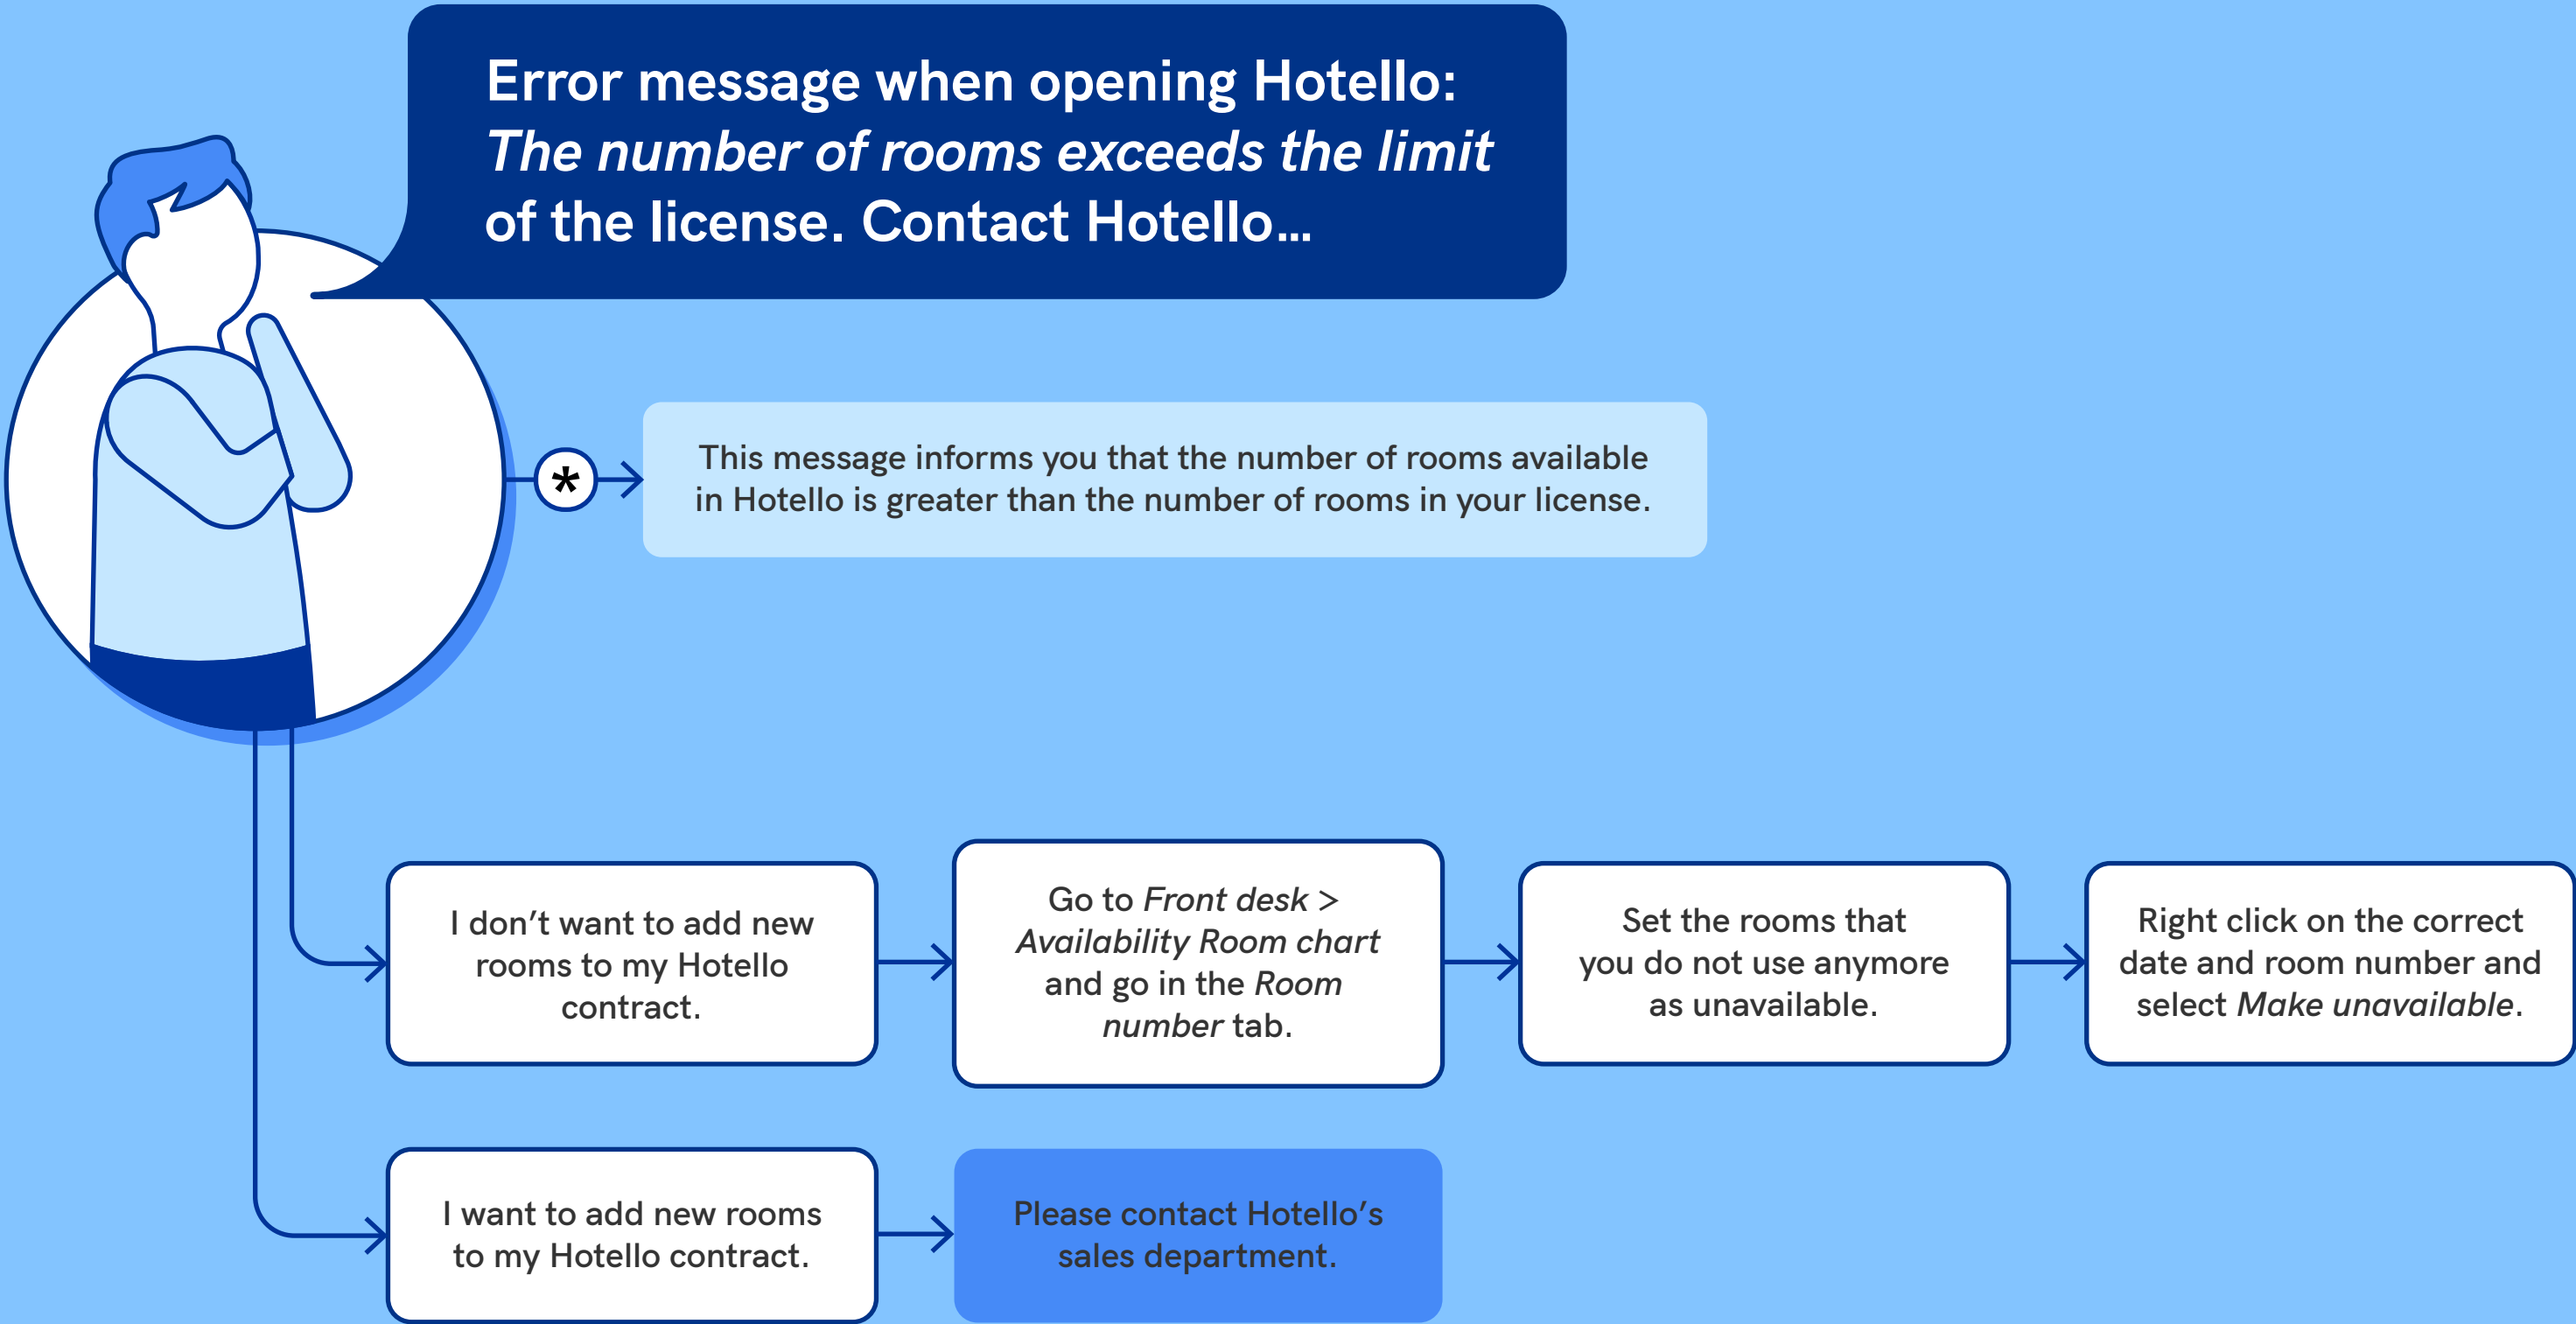 Error message when opening Hotello:
The number of rooms exceeds the limit
of the license. Contact Hotello...
*
This message informs you that the number of rooms available
in Hotello is greater than the number of rooms in your license.
I don't want to add new
rooms to my Hotello
contract.
Go to Front desk >
Availability Room chart
and go in the Room
number tab.
Set the rooms that
you do not use anymore
as unavailable.
Right click on the correct
date and room number and
select Make unavailable.
I want to add new rooms
to my Hotello contract.
Please contact Hotello's
sales department.